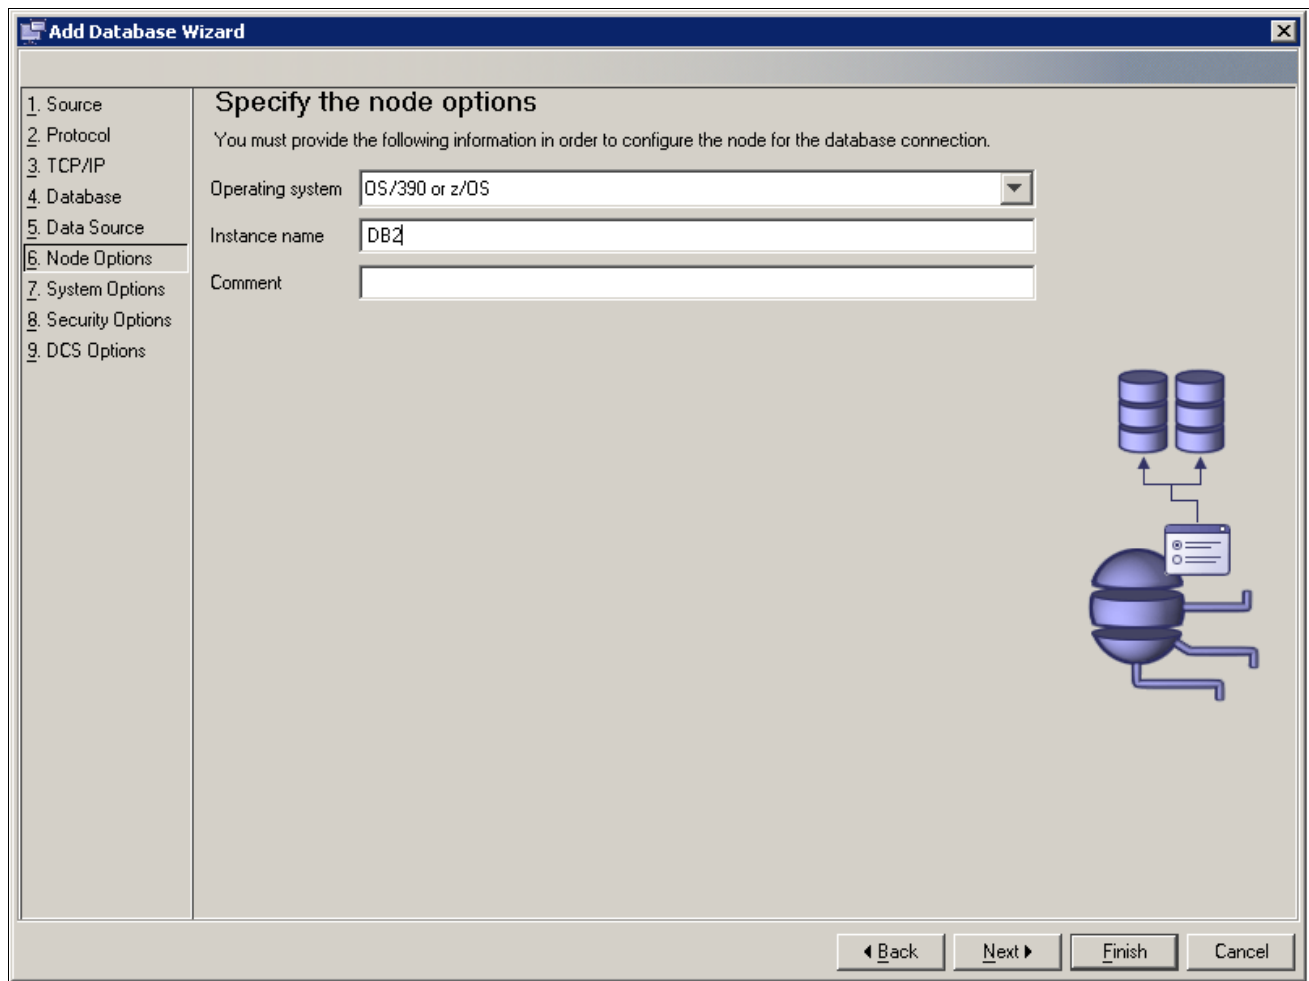 Add Database Wizard
1. Source
2. Protocol
3. TCP/IP
4. Database
5. Data Source
6. Node Options
7. System Options
8. Security Options
9. DCS Options
Specify the node options
You must provide the following information in order to configure the node for the database connection.
Operating system OS/390 or z/OS
Instance name DB2
Comment
Back Next Finish Cancel